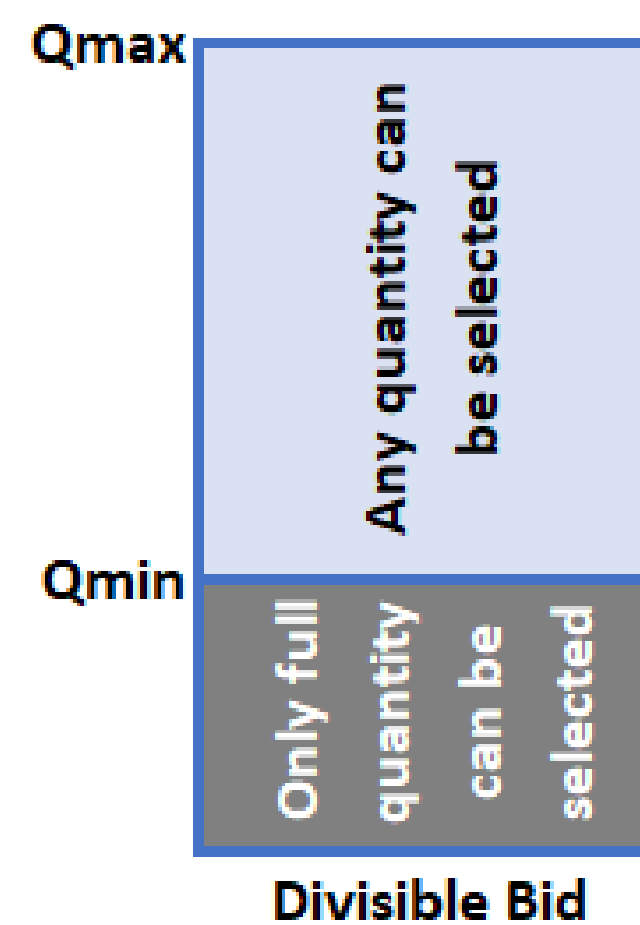 Qmax
Any quantity can
be selected
Qmin
Only full
quantity
can be
selected
Divisible Bid